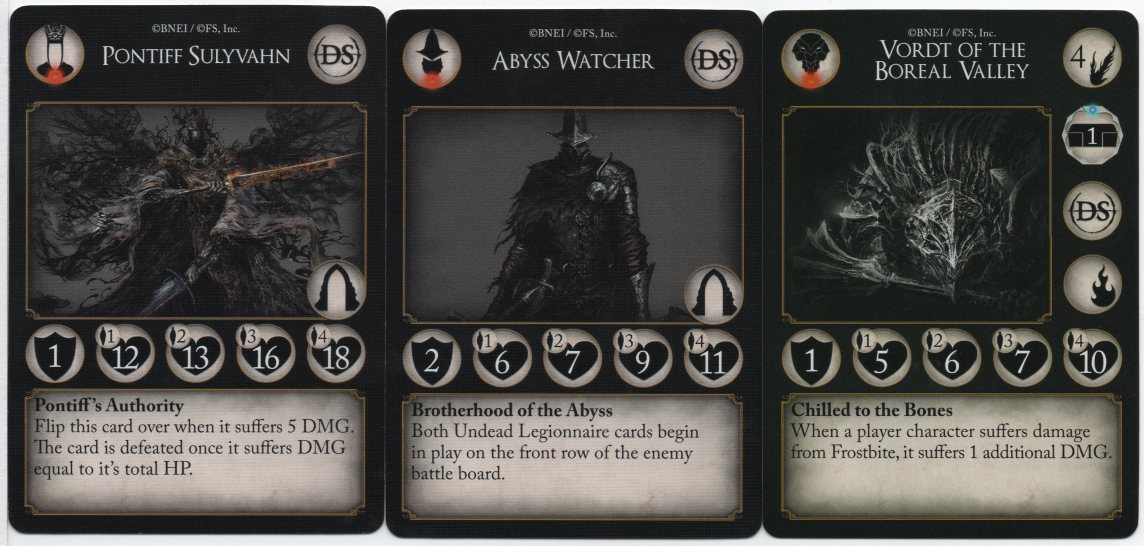 ©BNEI / ©FS, Inc.
PONTIFF SULYVAHN
DS
1
1
12
2
13
3
16
4
18
Pontiff's Authority
Flip this card over when it suffers 5 DMG.
The card is defeated once it suffers DMG
equal to it's total HP.
©BNEI / ©FS, Inc.
ABYSS WATCHER
DS
2
1
6
2
7
3
9
4
11
Brotherhood of the Abyss
Both Undead Legionnaire cards begin
in play on the front row of the enemy
battle board.
©BNEI / ©FS, Inc.
VORDT OF THE
BOREAL VALLEY
4
1
DS
1
1
5
2
6
3
7
4
10
Chilled to the Bones
When a player character suffers damage
from Frostbite, it suffers 1 additional DMG.